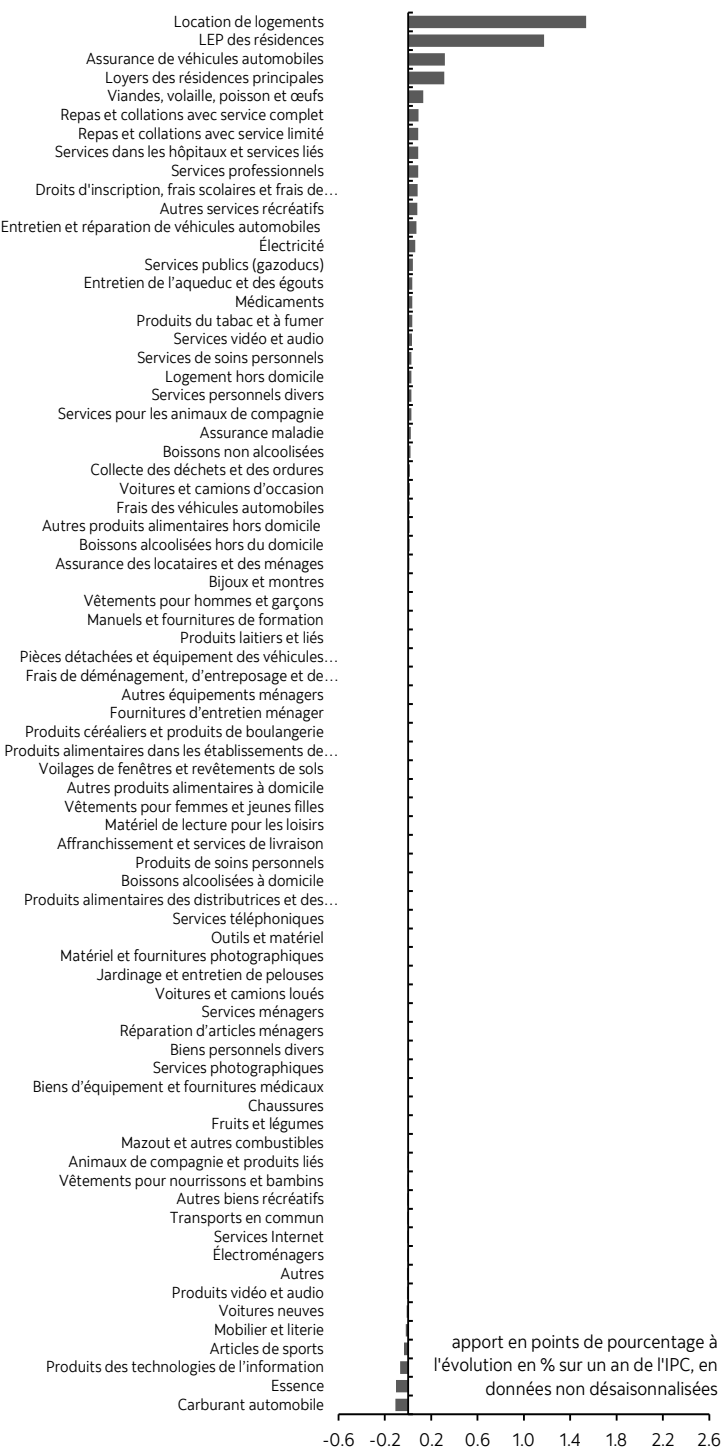 Location de logements
LEP des résidences
Assurance de véhicules automobiles
Loyers des résidences principales
Viandes, volaille, poisson et œufs
Repas et collations avec service complet
Repas et collations avec service limité
Services dans les hôpitaux et services liés
Services professionnels
Droits d'inscription, frais scolaires et frais de…
Autres services récréatifs
Entretien et réparation de véhicules automobiles
Électricité
Services publics (gazoducs)
Entretien de l’aqueduc et des égouts
Médicaments
Produits du tabac et à fumer
Services vidéo et audio
Services de soins personnels
Logement hors domicile
Services personnels divers
Services pour les animaux de compagnie
Assurance maladie
Boissons non alcoolisées
Collecte des déchets et des ordures
Voitures et camions d’occasion
Frais des véhicules automobiles
Autres produits alimentaires hors domicile
Boissons alcoolisées hors du domicile
Assurance des locataires et des ménages
Bijoux et montres
Vêtements pour hommes et garçons
Manuels et fournitures de formation
Produits laitiers et liés
Pièces détachées et équipement des véhicules…
Frais de déménagement, d’entreposage et de…
Autres équipements ménagers
Fournitures d’entretien ménager
Produits céréaliers et produits de boulangerie
Produits alimentaires dans les établissements de…
Voilages de fenêtres et revêtements de sols
Autres produits alimentaires à domicile
Vêtements pour femmes et jeunes filles
Matériel de lecture pour les loisirs
Affranchissement et services de livraison
Produits de soins personnels
Boissons alcoolisées à domicile
Produits alimentaires des distributrices et des…
Services téléphoniques
Outils et matériel
Matériel et fournitures photographiques
Jardinage et entretien de pelouses
Voitures et camions loués
Services ménagers
Réparation d’articles ménagers
Biens personnels divers
Services photographiques
Biens d’équipement et fournitures médicaux
Chaussures
Fruits et légumes
Mazout et autres combustibles
Animaux de compagnie et produits liés
Vêtements pour nourrissons et bambins
Autres biens récréatifs
Transports en commun
Services Internet
Électroménagers
Autres
Produits vidéo et audio
Voitures neuves
Mobilier et literie
Articles de sports
Produits des technologies de l’information
Essence
Carburant automobile
apport en points de pourcentage à
l'évolution en % sur un an de l'IPC, en
données non désaisonnalisées
-0.6 -0.2 0.2 0.6 1.0 1.4 1.8 2.2 2.6